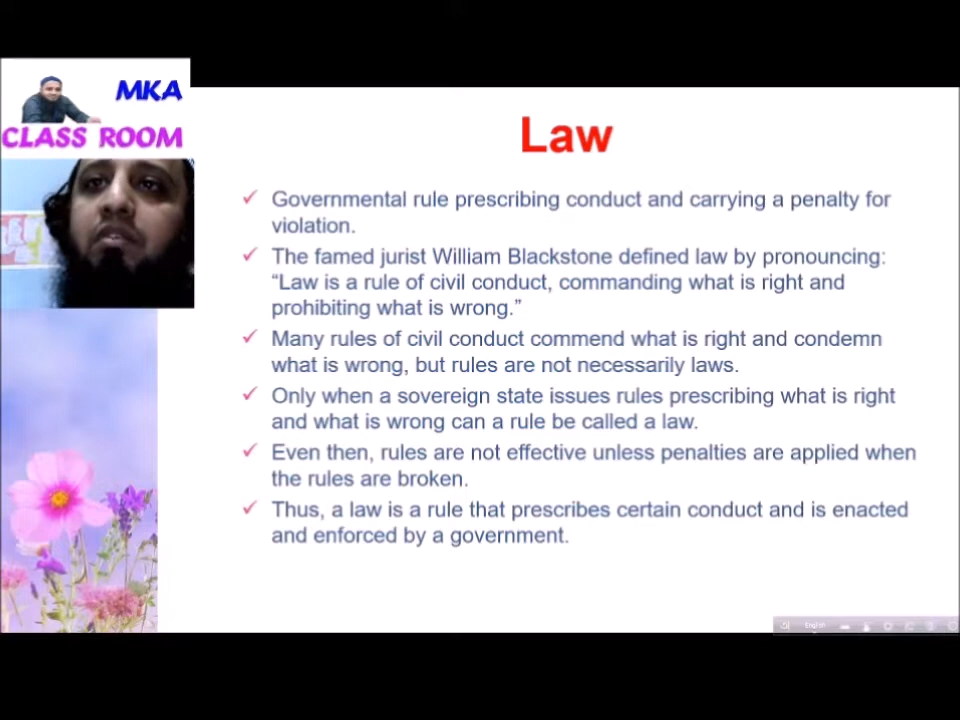 MKA
CLASS ROOM
Law
✓ Governmental rule prescribing conduct and carrying a penalty for
violation.
✓ The famed jurist William Blackstone defined law by pronouncing:
“Law is a rule of civil conduct, commanding what is right and
prohibiting what is wrong.”
✓ Many rules of civil conduct commend what is right and condemn
what is wrong, but rules are not necessarily laws.
✓ Only when a sovereign state issues rules prescribing what is right
and what is wrong can a rule be called a law.
✓ Even then, rules are not effective unless penalties are applied when
the rules are broken.
✓ Thus, a law is a rule that prescribes certain conduct and is enacted
and enforced by a government.
English